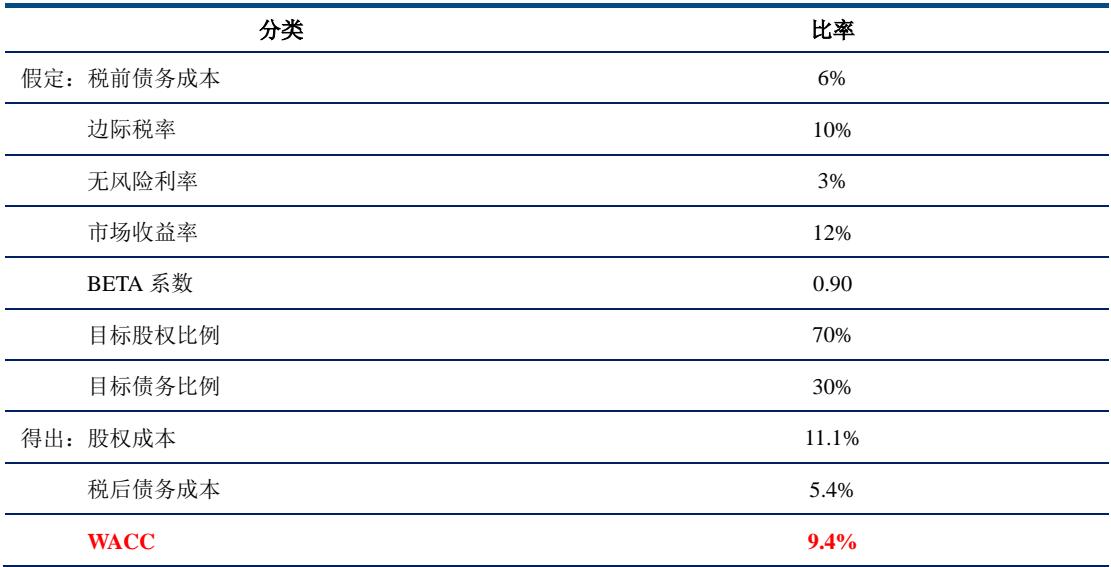 分类 比率
假定：税前债务成本 6%
边际税率 10%
无风险利率 3%
市场收益率 12%
BETA 系数 0.90
目标股权比例 70%
目标债务比例 30%
得出：股权成本 11.1%
税后债务成本 5.4%
WACC 9.4%